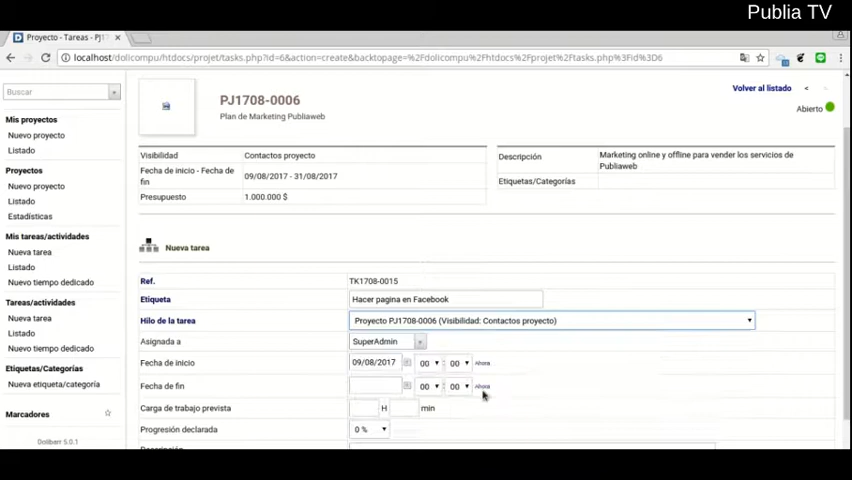 Publia TV
Proyecto - Tareas - PJ1
localhost/dolicompu/htdocs/projet/tasks.php?id=6&action=create&backtopage=%2Fdolicompu%2Fhtdocs%2Fprojet%2Ftasks.php%3Fid%3D6
Buscar
Mis proyectos
Nuevo proyecto
Listado
Proyectos
Nuevo proyecto
Listado
Estadísticas
Mis tareas/actividades
Nueva tarea
Listado
Nuevo tiempo dedicado
Tareas/actividades
Nueva tarea
Listado
Nuevo tiempo dedicado
Etiquetas/Categorías
Nueva etiqueta/categoría
Marcadores
Dolibarr 5.0.1
PJ1708-0006
Plan de Marketing Publiaweb
Volver al listado < >
Abierto
Visibilidad Contactos proyecto
Fecha de inicio - Fecha de fin 09/08/2017 - 31/08/2017
Presupuesto 1.000.000 $
Descripción Marketing online y offline para vender los servicios de
Publaweb
Etiquetas/Categorías
Nueva tarea
Ref. TK1708-0015
Etiqueta Hacer pagina en Facebook
Hilo de la tarea Proyecto PJ1708-0006 (Visibilidad: Contactos proyecto)
Asignada a SuperAdmin
Fecha de inicio 09/08/2017 00 : 00 Ahora
Fecha de fin 00 : 00 Ahora
Carga de trabajo prevista H min
Progresión declarada 0 %